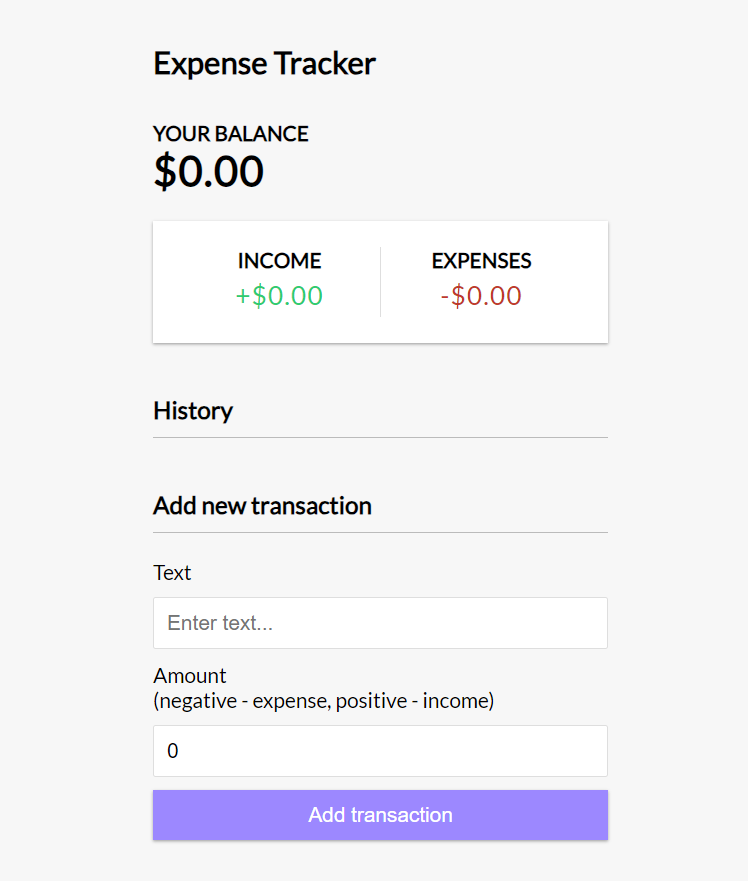 Expense Tracker
YOUR BALANCE
$0.00
INCOME EXPENSES
+$0.00 -$0.00
History
Add new transaction
Text
Enter text...
Amount
(negative - expense, positive - income)
0
Add transaction